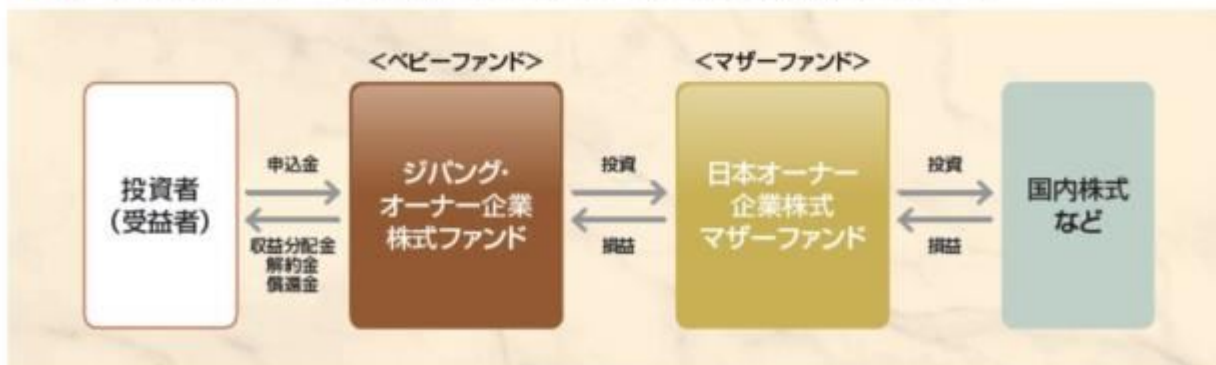 <ベビーファンド>
<マザーファンド>
投資者
(受益者)
申込金
収益分配金
解約金
償還金
ジパング・
オーナー企業
株式ファンド
投資
損益
日本オーナー
企業株式
マザーファンド
投資
損益
国内株式
など